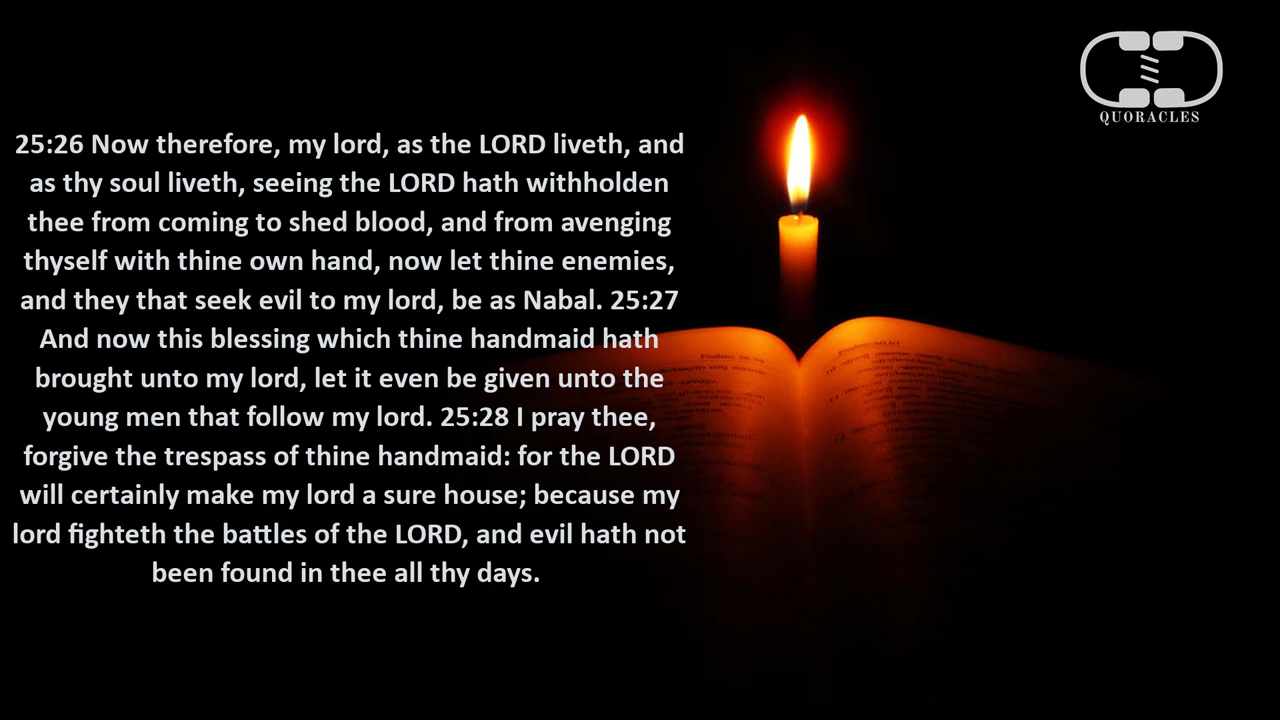 QUORACLES
25:26 Now therefore, my lord, as the LORD liveth, and
as thy soul liveth, seeing the LORD hath withholden
thee from coming to shed blood, and from avenging
thyself with thine own hand, now let thine enemies,
and they that seek evil to my lord, be as Nabal. 25:27
And now this blessing which thine handmaid hath
brought unto my lord, let it even be given unto the
young men that follow my lord. 25:28 I pray thee,
forgive the trespass of thine handmaid: for the LORD
will certainly make my lord a sure house; because my
lord fighteth the battles of the LORD, and evil hath not
been found in thee all thy days.